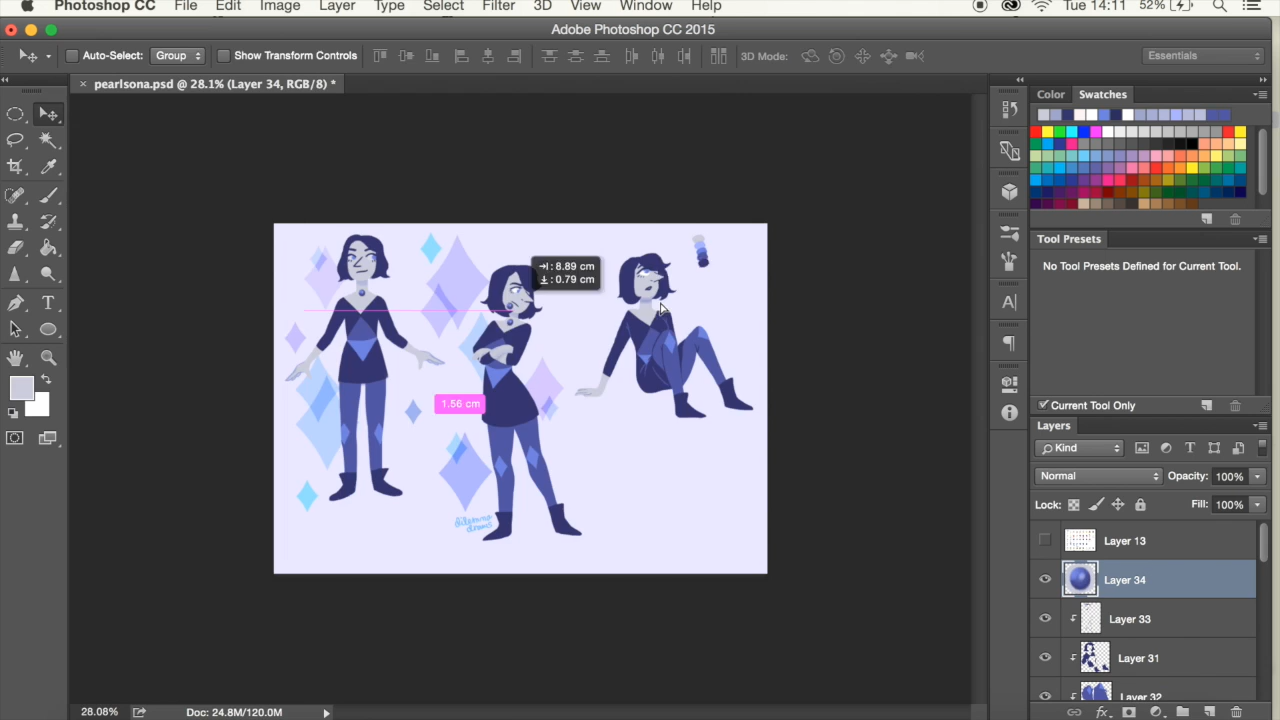 Photoshop CC File Edit Image Layer Type Select Filter 3D View Window Help Tue 14:11 52%
Adobe Photoshop CC 2015
Auto-Select: Group Show Transform Controls 3D Mode: Essentials
× pearlsona.psd @ 28.1% (Layer 34, RGB/8) *
Color Swatches
Tool Presets
No Tool Presets Defined for Current Tool.
→|: 8.89 cm
↓: 0.79 cm
1.56 cm
Current Tool Only
Layers
Kind
Normal Opacity: 100%
Lock: Fill: 100%
Layer 13
Layer 34
Layer 33
Layer 31
Layer 32
28.08% Doc: 24.8M/120.0M